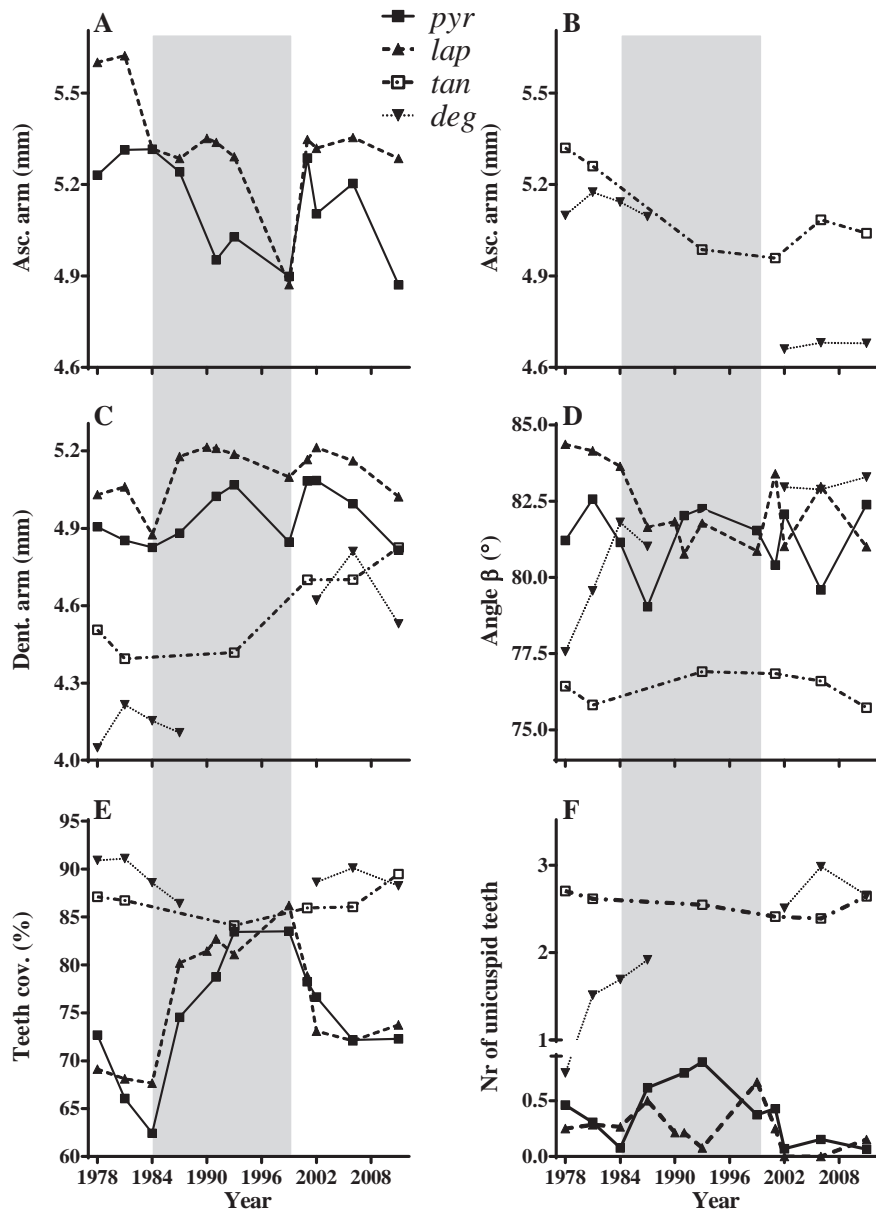 pyr
lap
tan
deg
A
5.5
5.2
4.9
4.6
Asc. arm (mm)
B
5.5
5.2
4.9
4.6
Asc. arm (mm)
C
5.2
4.9
4.6
4.3
4.0
Dent. arm (mm)
D
85.0
82.5
80.0
77.5
75.0
Angle β (°)
E
95
90
85
80
75
70
65
60
Teeth cov. (%)
1978 1984 1990 1996 2002 2008
Year
F
3
2
1
0.5
0.0
Nr of unicuspid teeth
1978 1984 1990 1996 2002 2008
Year